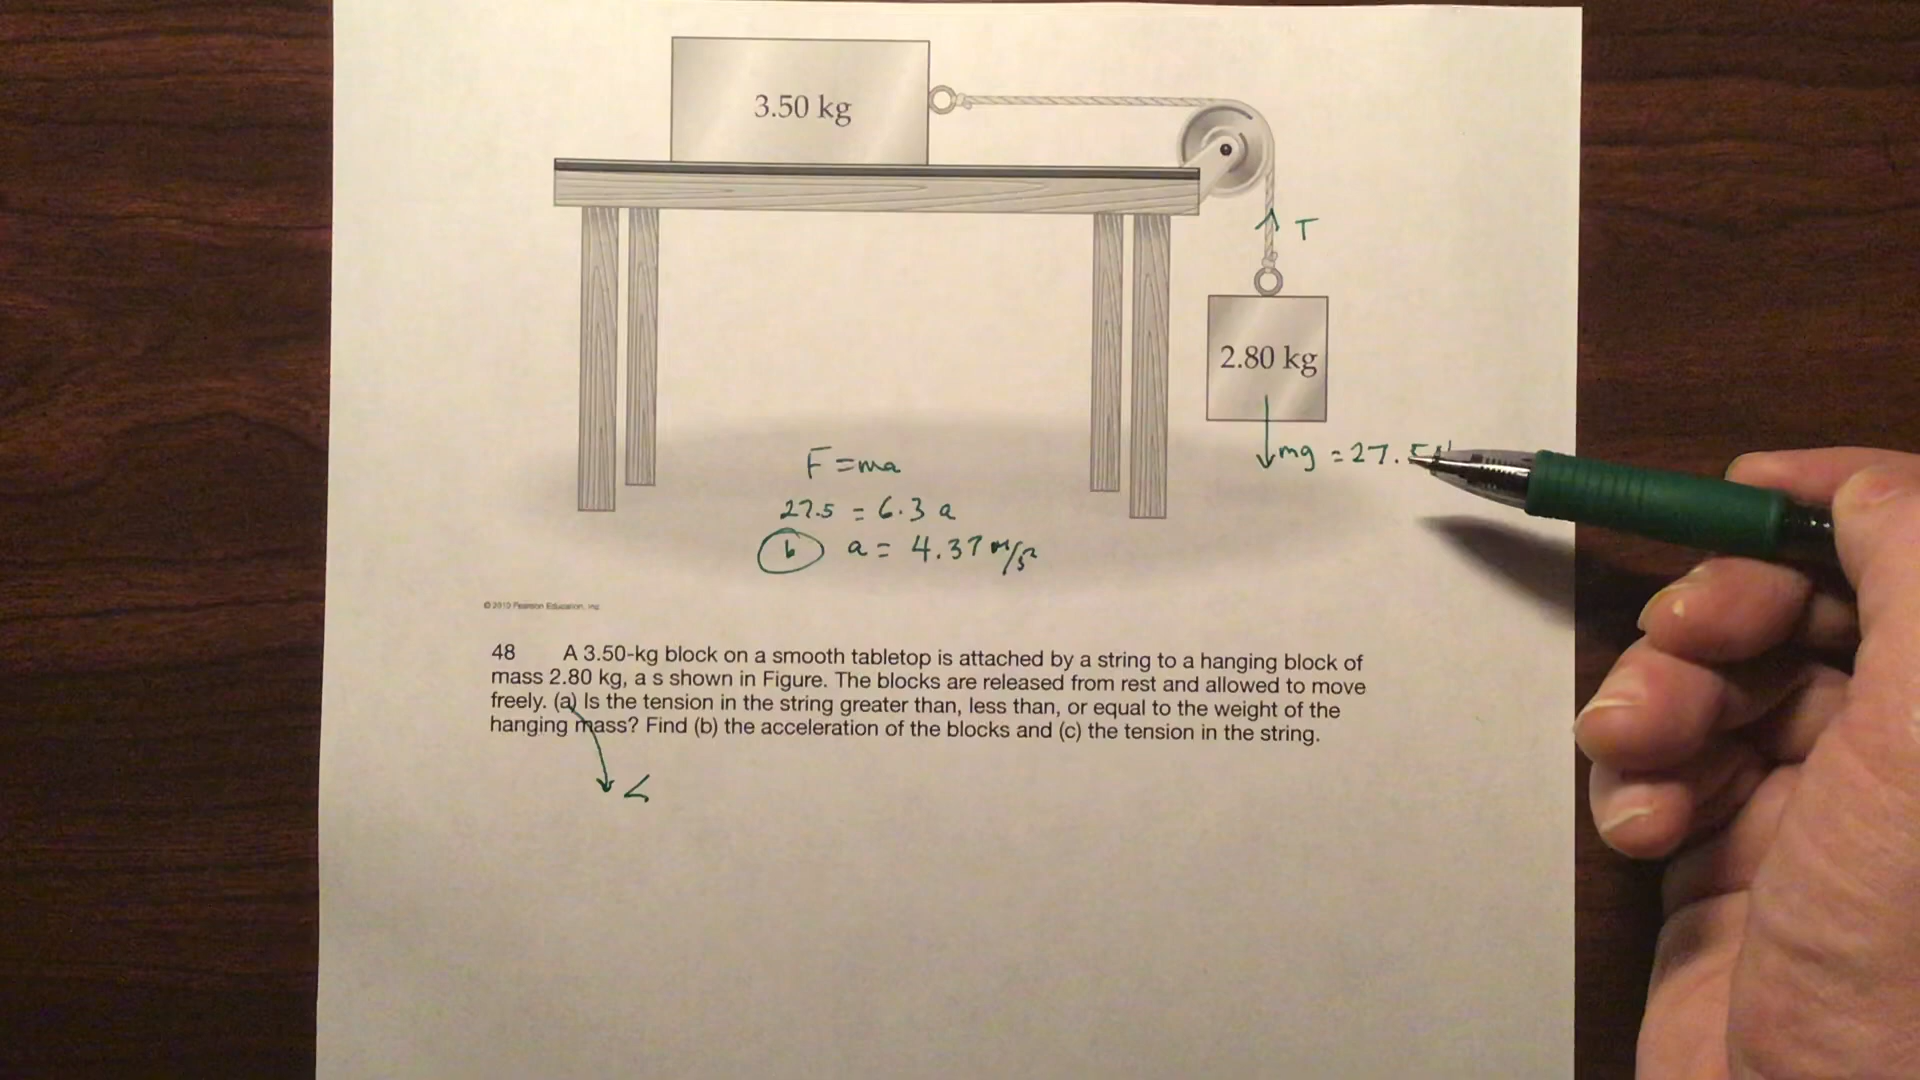 3.50 kg
T
2.80 kg
mg = 27.5
F = ma
27.5 = 6.3 a
b a = 4.37 m/s²
© 2010 Pearson Education, Inc.
48 A 3.50-kg block on a smooth tabletop is attached by a string to a hanging block of
mass 2.80 kg, a s shown in Figure. The blocks are released from rest and allowed to move
freely. (a) Is the tension in the string greater than, less than, or equal to the weight of the
hanging mass? Find (b) the acceleration of the blocks and (c) the tension in the string.
<